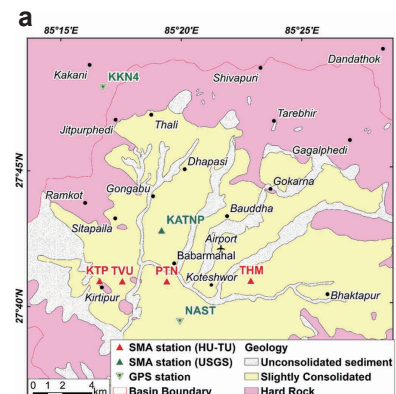 a
85°15'E 85°20'E 85°25'E
Dandathok
Kakani
KKN4
Shivapuri
Jitpurphedi
Thali
Tarebhir
Gagalphedi
27°45'N
Dhapasi
Gongabu
Gokarna
Ramkot
Sitapaila
KATNP
Bauddha
Airport
Babarmahal
KTP TVU PTN THM
Koteshwor
Kirtipur
Bhaktapur
27°40'N
NAST
SMA station (HU-TU) Geology
SMA station (USGS) Unconsolidated sediment
GPS station Slightly Consolidated
Basin Boundary Hard Rock
0 1 2 4
km